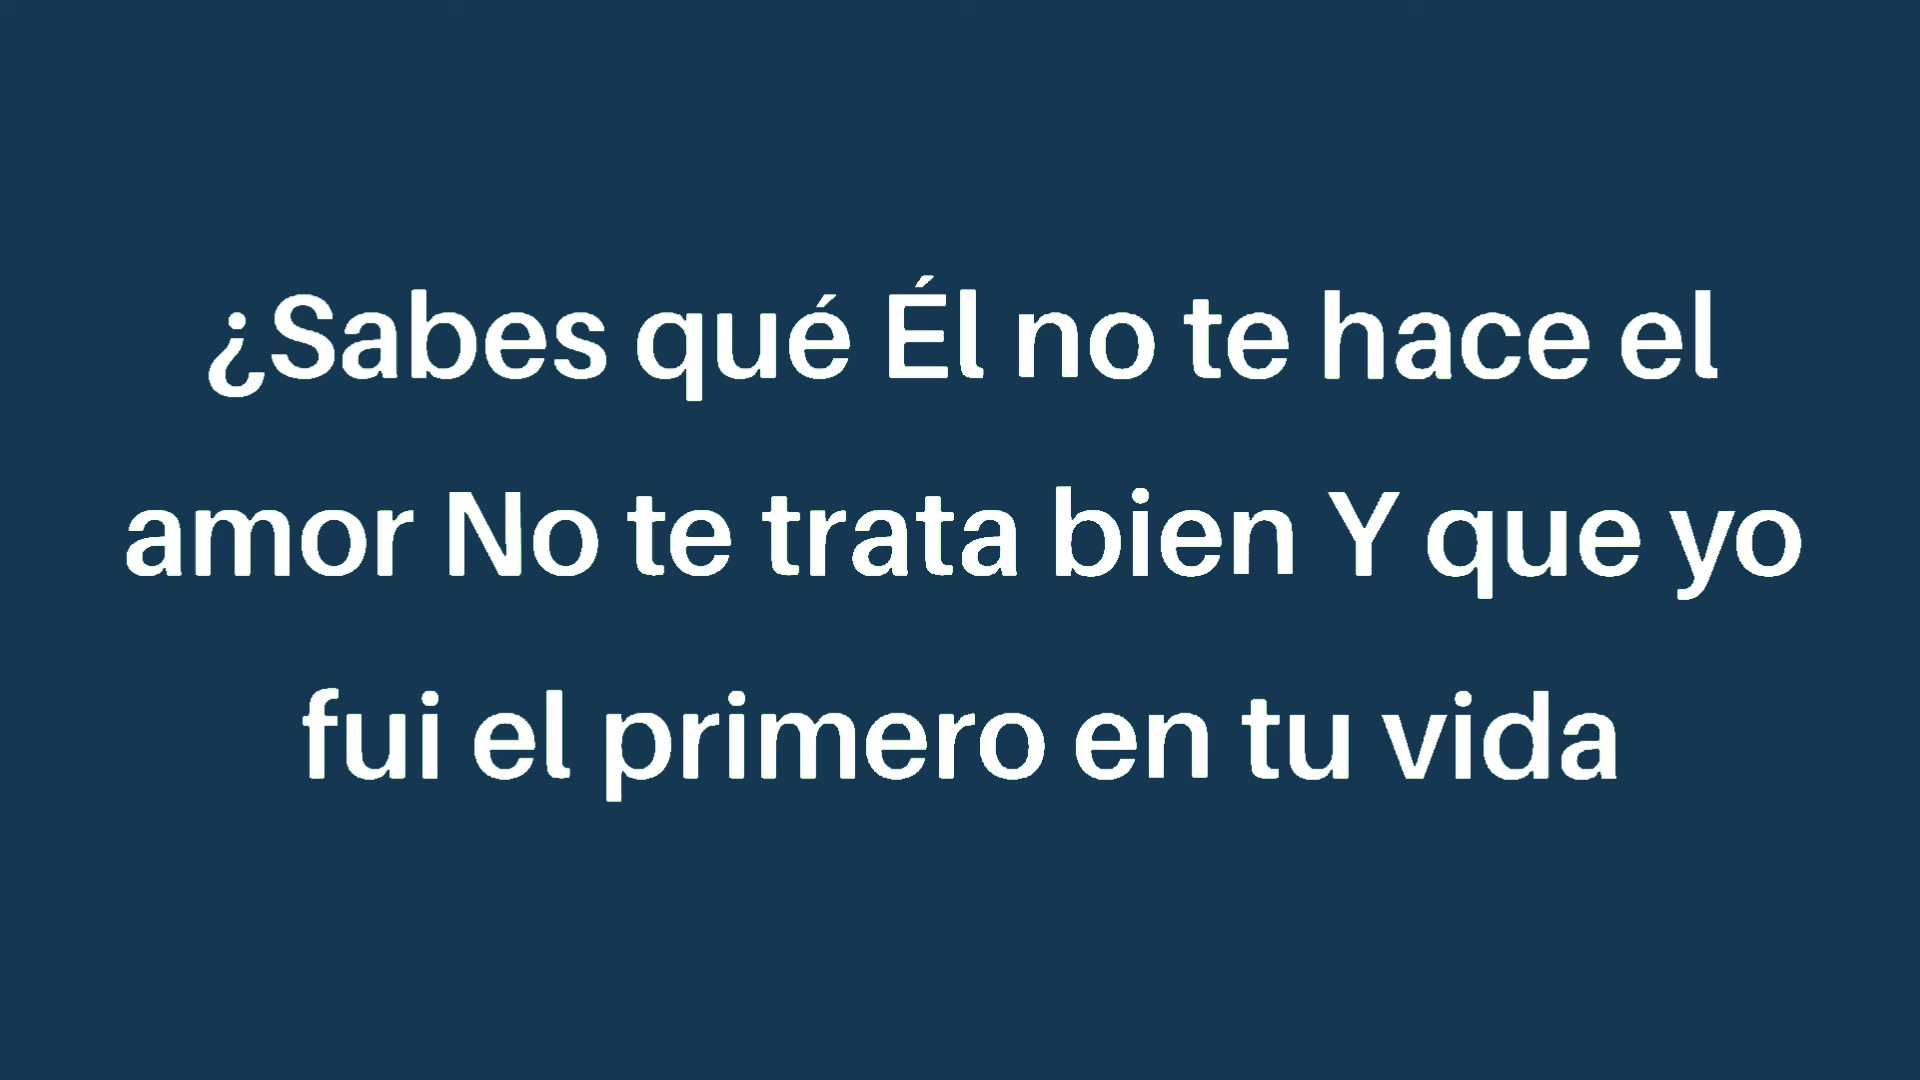 ¿Sabes qué Él no te hace el
amor No te trata bien Y que yo
fui el primero en tu vida